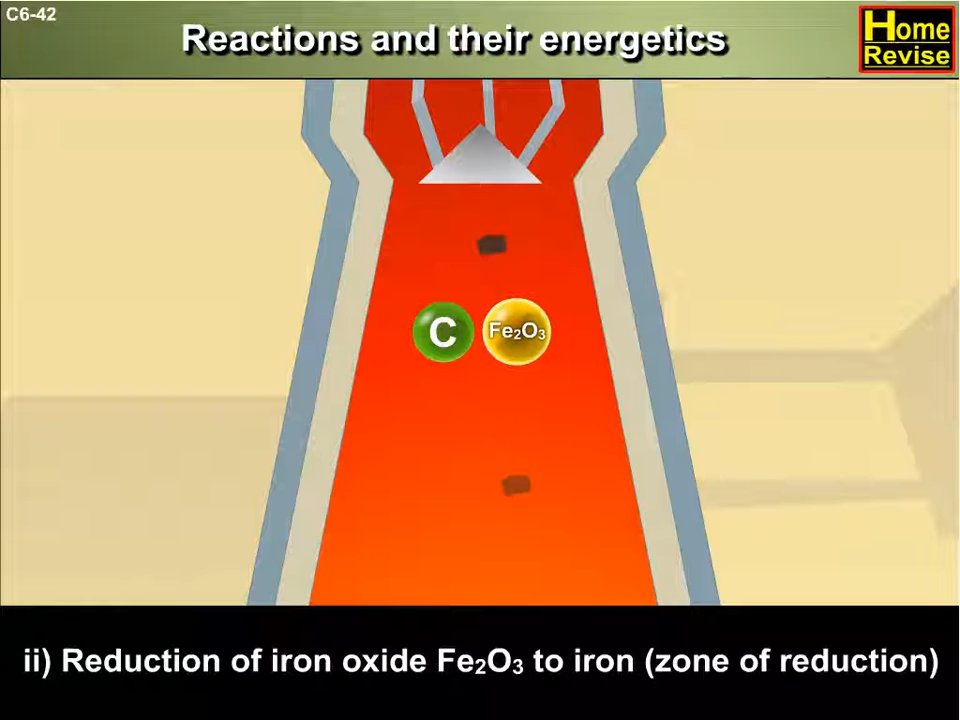 C6-42
Reactions and their energetics
Home
Revise
C
Fe₂O₃
ii) Reduction of iron oxide Fe₂O₃ to iron (zone of reduction)